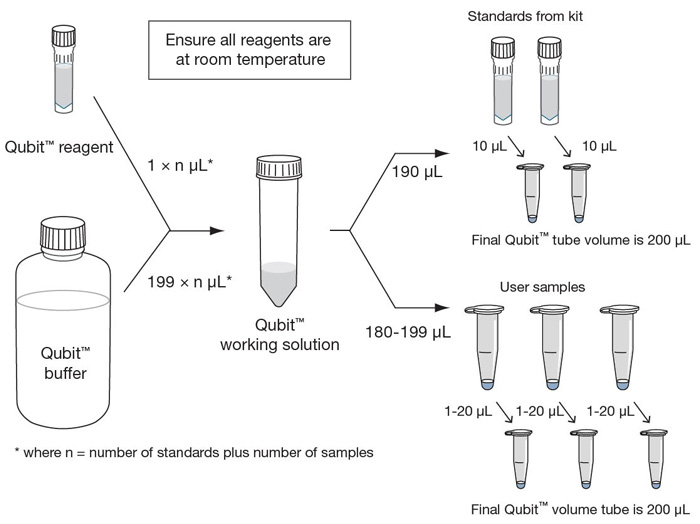 Standards from kit
Ensure all reagents are
at room temperature
Qubit™ reagent
1 × n µL*
10 µL
10 µL
190 µL
Final Qubit™ tube volume is 200 µL
199 × n µL*
User samples
Qubit™
working solution
180-199 µL
Qubit™
buffer
1-20 µL
1-20 µL
1-20 µL
* where n = number of standards plus number of samples
Final Qubit™ volume tube is 200 µL